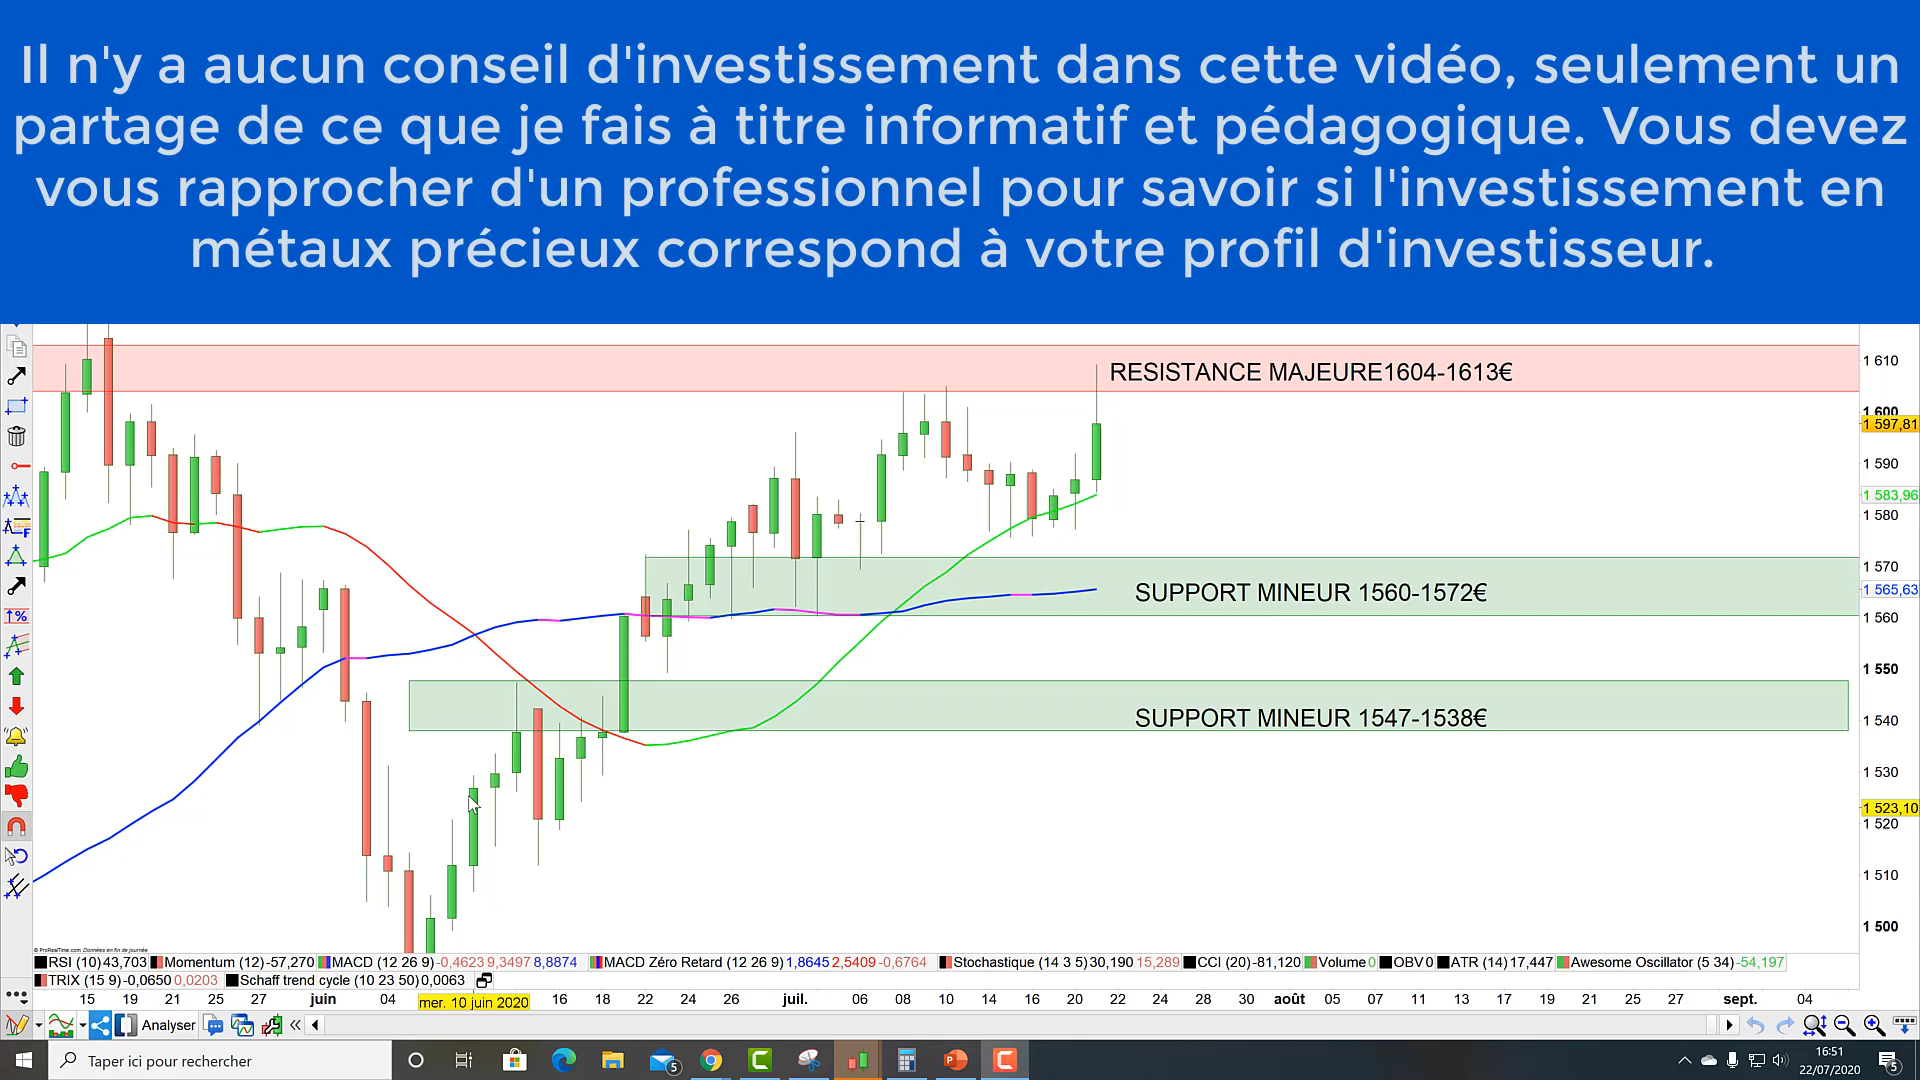 Il n'y a aucun conseil d'investissement dans cette vidéo, seulement un
partage de ce que je fais à titre informatif et pédagogique. Vous devez
vous rapprocher d'un professionnel pour savoir si l'investissement en
métaux précieux correspond à votre profil d'investisseur.
1 610
RESISTANCE MAJEURE1604-1613€
1 600
1 597,81
1 590
1 583,96
1 580
1 570
SUPPORT MINEUR 1560-1572€
1 565,63
1 560
1 550
SUPPORT MINEUR 1547-1538€
1 540
1 530
1 523,10
1 520
1 510
1 500
© ProRealTime.com Données en fin de journée
RSI (10) 43,703 Momentum (12) -57,270 MACD (12 26 9) -0,4623 9,3497 8,8874 MACD Zéro Retard (12 26 9) 1,8645 2,5409 -0,6764 Stochastique (14 3 5) 30,190 15,289 CCI (20) -81,120 Volume 0 OBV 0 ATR (14) 17,447 Awesome Oscillator (5 34) -54,197
TRIX (15 9) -0,0650 0,0203 Schaff trend cycle (10 23 50) 0,0063
15 19 21 25 27 juin 04 mer. 10 juin 2020 16 18 22 24 26 juil. 06 08 10 14 16 20 22 24 28 30 août 05 07 11 13 17 19 21 25 27 sept. 04
Analyser
Taper ici pour rechercher
5
16:51
22/07/2020
5